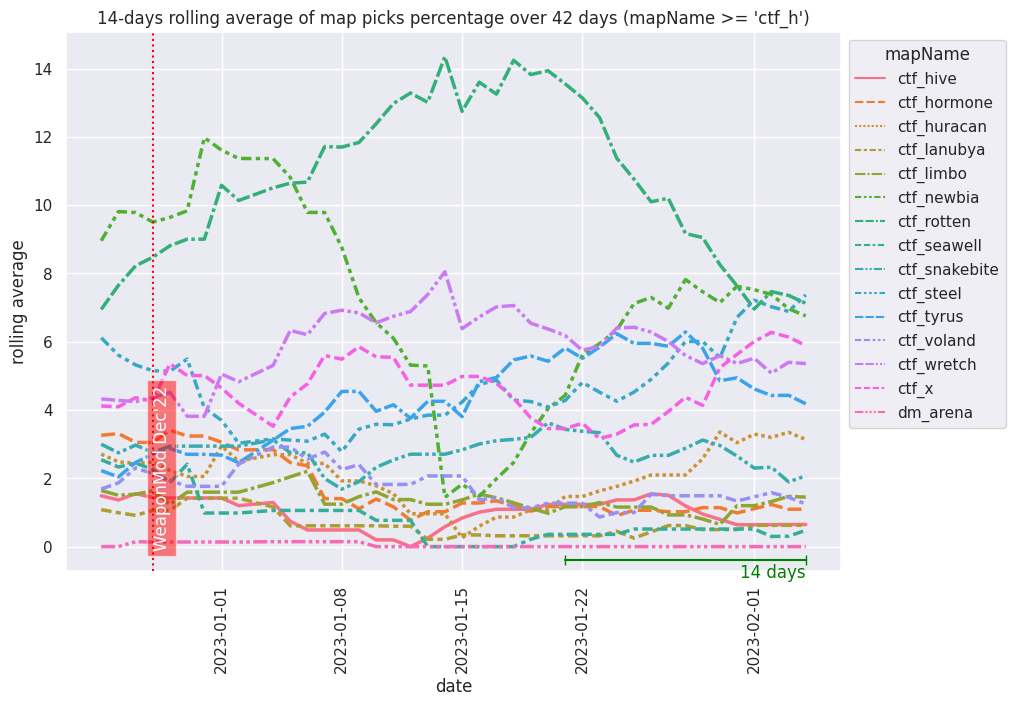 14-days rolling average of map picks percentage over 42 days (mapName >= 'ctf_h')
14
12
10
8
6
4
2
0
rolling average
WeaponMod Dec'22
14 days
2023-01-01
2023-01-08
2023-01-15
2023-01-22
2023-02-01
date
mapName
ctf_hive
ctf_hormone
ctf_huracan
ctf_lanubya
ctf_limbo
ctf_newbia
ctf_rotten
ctf_seawell
ctf_snakebite
ctf_steel
ctf_tyrus
ctf_voland
ctf_wretch
ctf_x
dm_arena